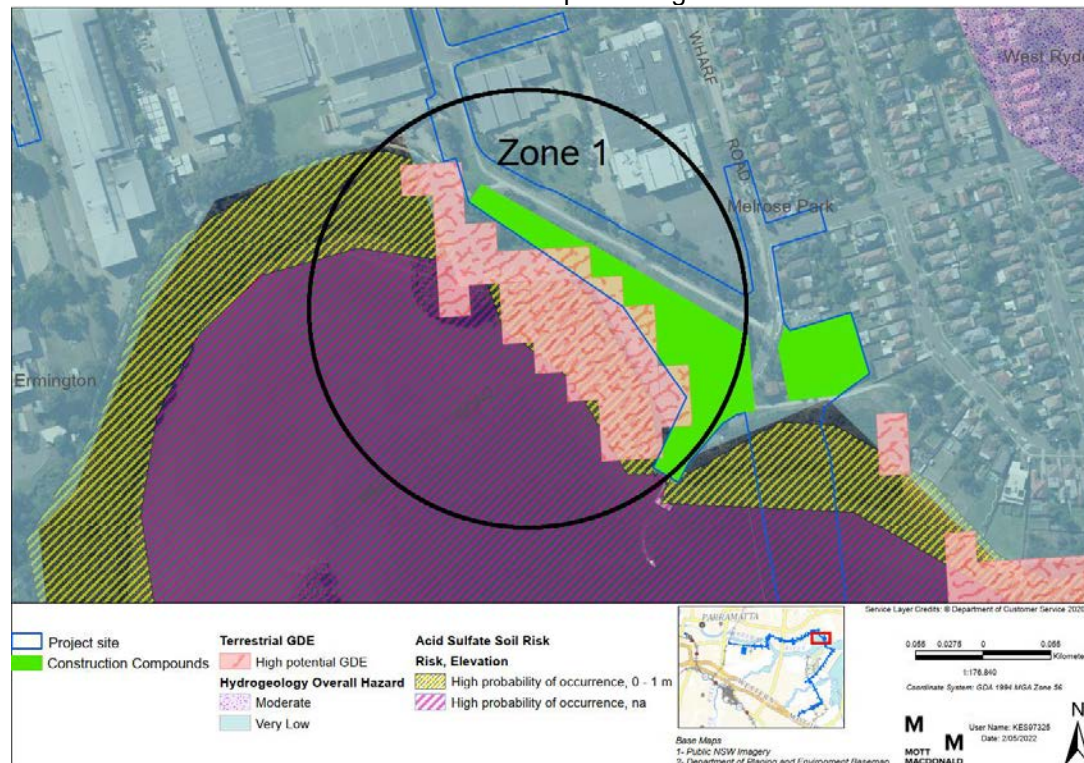 WHARF
ROAD
West Ryd
Zone 1
Melrose Park
Ermington
Project site
Construction Compounds
Terrestrial GDE
High potential GDE
Hydrogeology Overall Hazard
Moderate
Very Low
Acid Sulfate Soil Risk
Risk, Elevation
High probability of occurrence, 0 - 1 m
High probability of occurrence, na
PARRAMATTA
Base Maps
1- Public NSW Imagery
2- Department of Planing and Environment Basemap
Service Layer Credits: © Department of Customer Service 2020
0.055 0.0275 0 0.055
Kilometer
1:176,840
Coordinate System: GDA 1994 MGA Zone 56
M
M
MOTT
MACDONALD
User Name: KES97325
Date: 2/05/2022
N